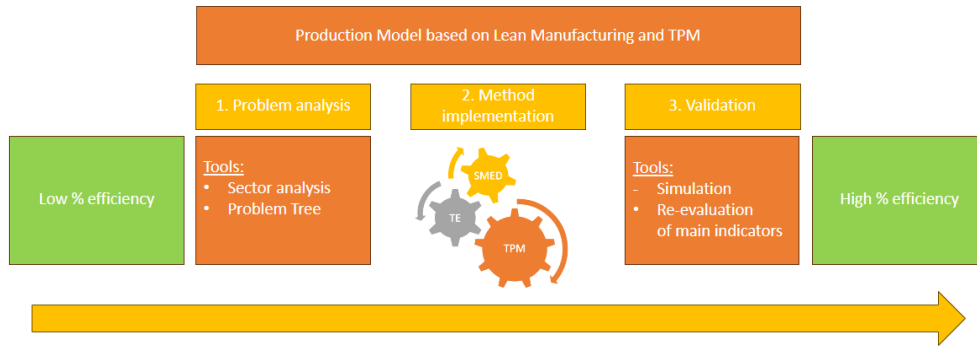 Production Model based on Lean Manufacturing and TPM
1. Problem analysis
2. Method
implementation
3. Validation
Low % efficiency
Tools:
• Sector analysis
• Problem Tree
SMED
TE
TPM
Tools:
- Simulation
• Re-evaluation
of main indicators
High % efficiency